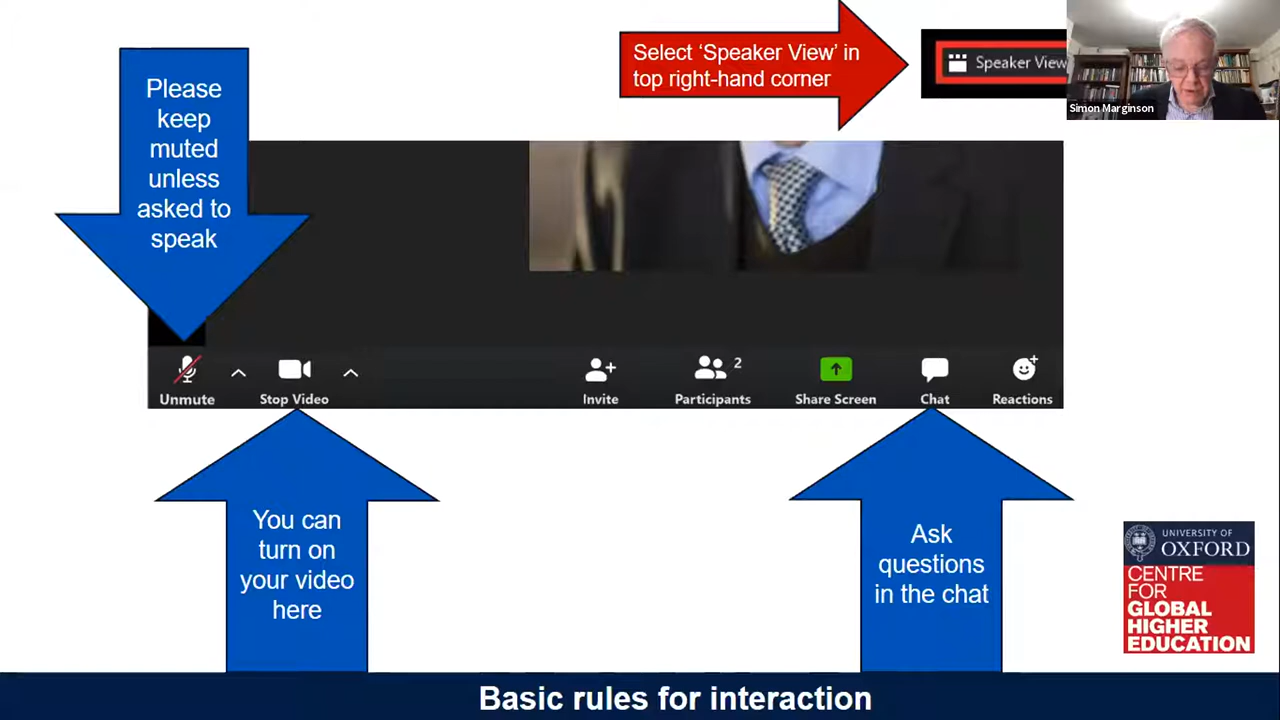 Select ‘Speaker View’ in
top right-hand corner
Speaker View
Simon Marginson
Please
keep
muted
unless
asked to
speak
Unmute
Stop Video
Invite
2
Participants
Share Screen
Chat
Reactions
You can
turn on
your video
here
Ask
questions
in the chat
UNIVERSITY OF
OXFORD
CENTRE
FOR
GLOBAL
HIGHER
EDUCATION
Basic rules for interaction